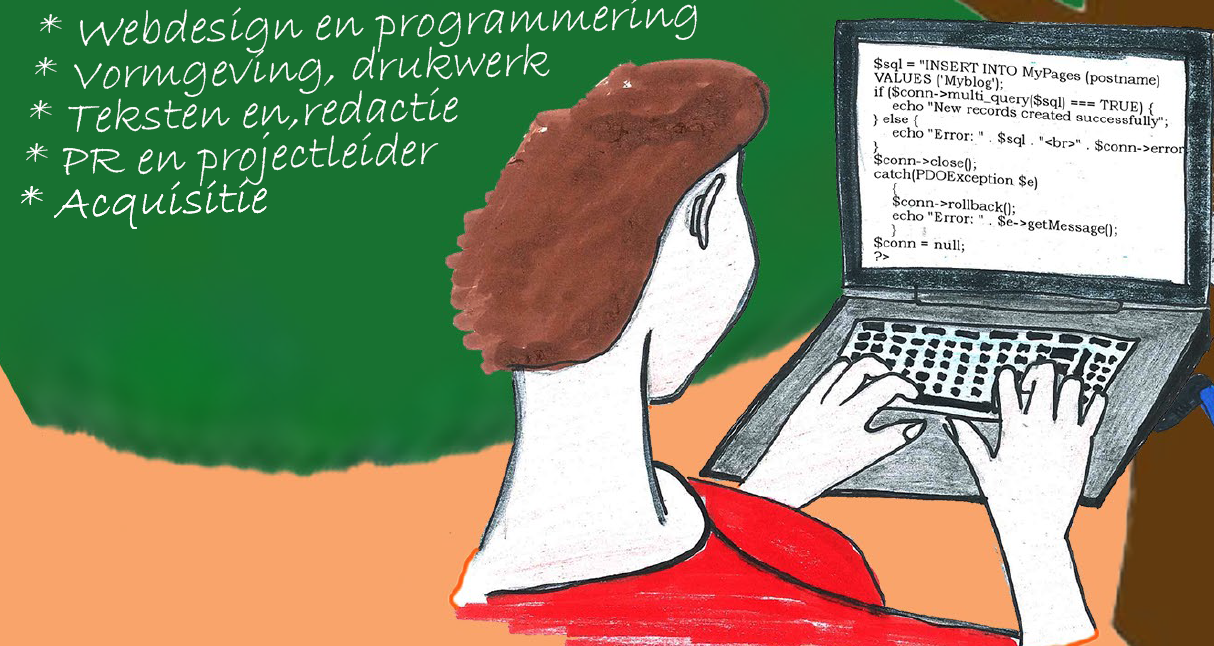 * Webdesign en programmering
* Vormgeving, drukwerk
* Teksten en,redactie
* PR en projectleider
* Acquisitie
$sql = "INSERT INTO MyPages (postname)
VALUES ('Myblog');
if ($conn->multi_query($sql) === TRUE) {
echo "New records created successfully";
} else {
echo "Error: " . $sql . "<br>" . $conn->error
}
$conn->close();
catch(PDOException $e)
{
$conn->rollback();
echo "Error: " . $e->getMessage();
}
$conn = null;
?>